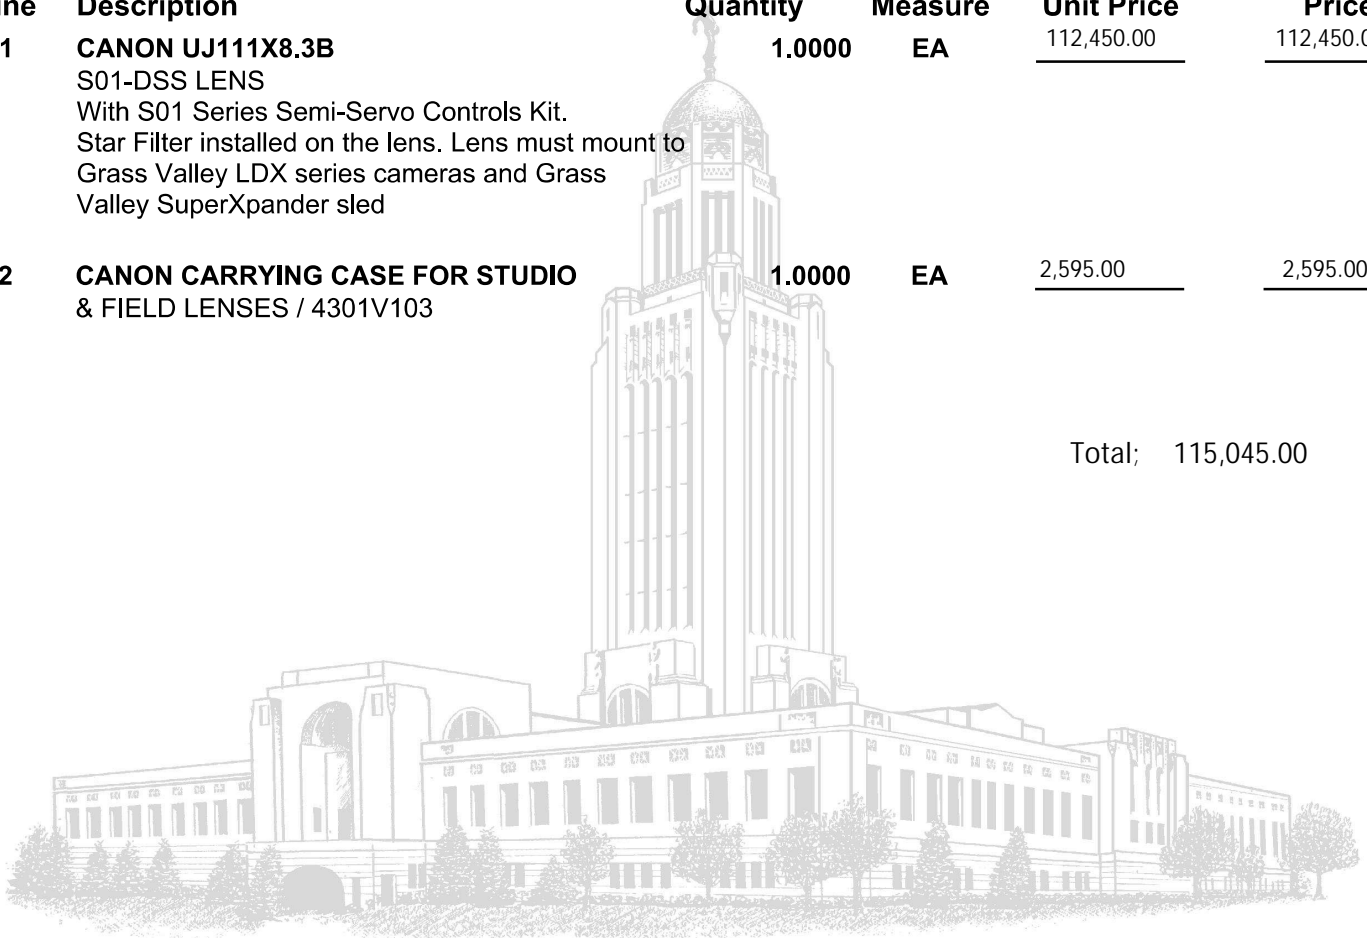 ine Description Quantity Measure Unit Price Price
1 CANON UJ111X8.3B 1.0000 EA 112,450.00 112,450.0
S01-DSS LENS
With S01 Series Semi-Servo Controls Kit.
Star Filter installed on the lens. Lens must mount to
Grass Valley LDX series cameras and Grass
Valley SuperXpander sled
2 CANON CARRYING CASE FOR STUDIO 1.0000 EA 2,595.00 2,595.00
& FIELD LENSES / 4301V103
Total; 115,045.00